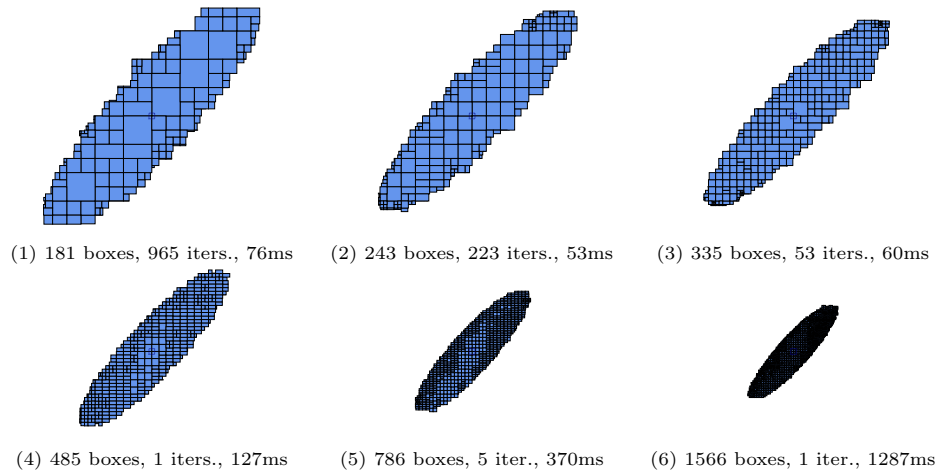 (1) 181 boxes, 965 iters., 76ms
(2) 243 boxes, 223 iters., 53ms
(3) 335 boxes, 53 iters., 60ms
(4) 485 boxes, 1 iters., 127ms
(5) 786 boxes, 5 iter., 370ms
(6) 1566 boxes, 1 iter., 1287ms